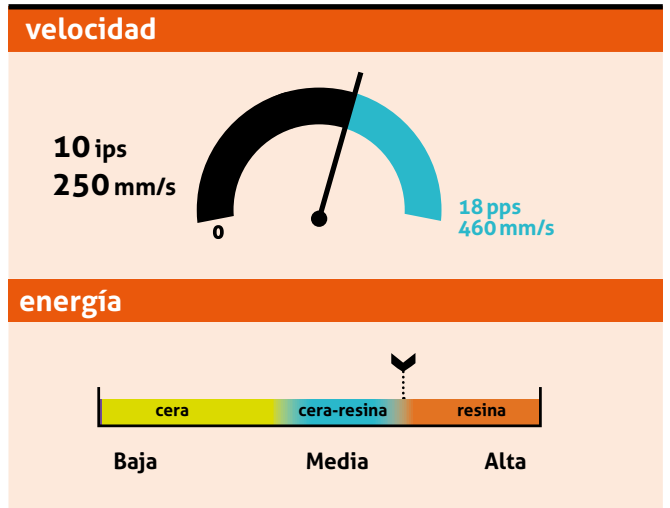 velocidad
10 ips
250 mm/s
0
18 pps
460 mm/s
energía
cera cera-resina resina
Baja Media Alta